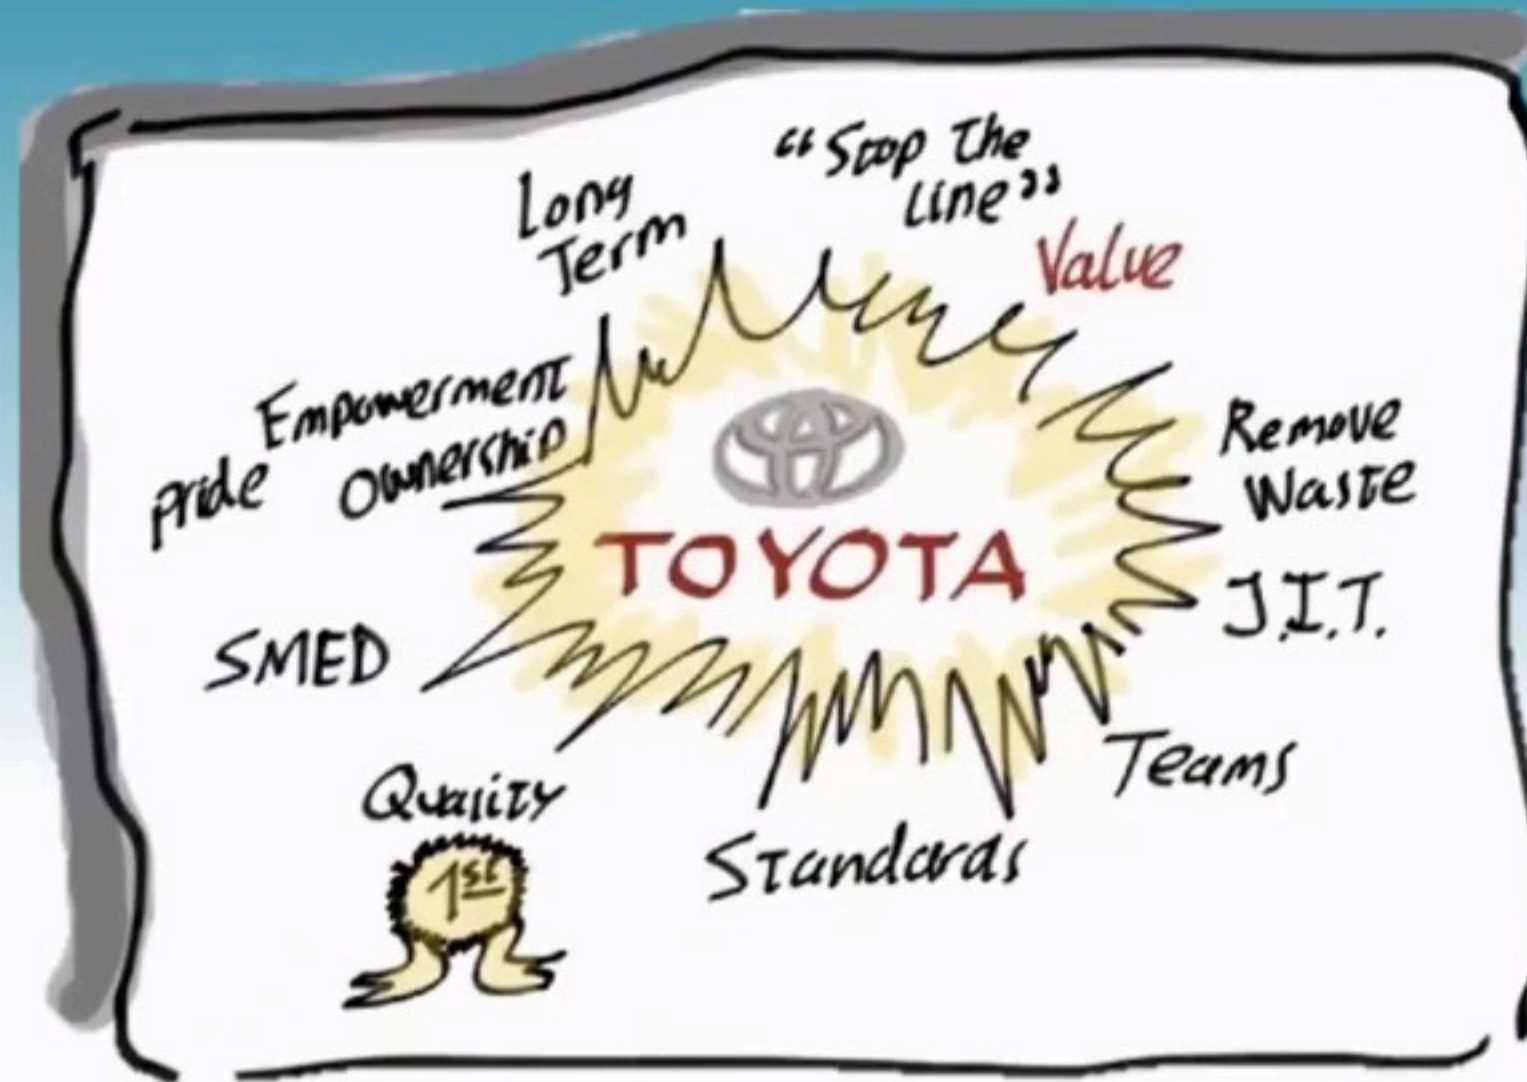 “Stop the
Line”
Long
Term
Value
Empowerment
Pride Ownership
Remove
Waste
TOYOTA
J.I.T.
SMED
Teams
Quality
Standards
1st